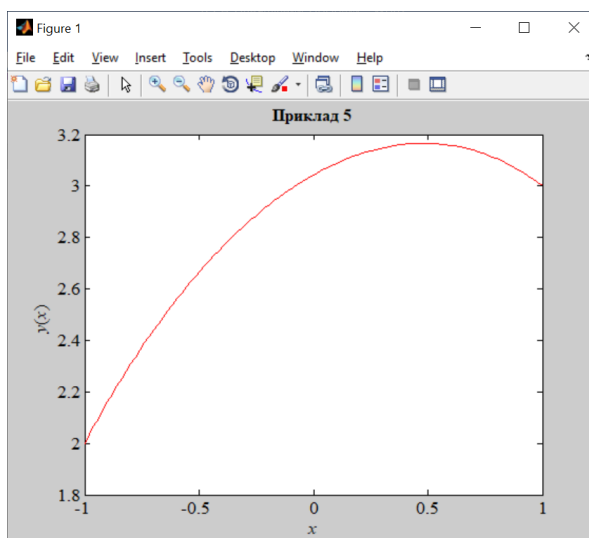 Figure 1
File Edit View Insert Tools Desktop Window Help
Приклад 5
3.2
3
2.8
2.6
2.4
2.2
2
1.8
y(x)
-1 -0.5 0 0.5 1
x